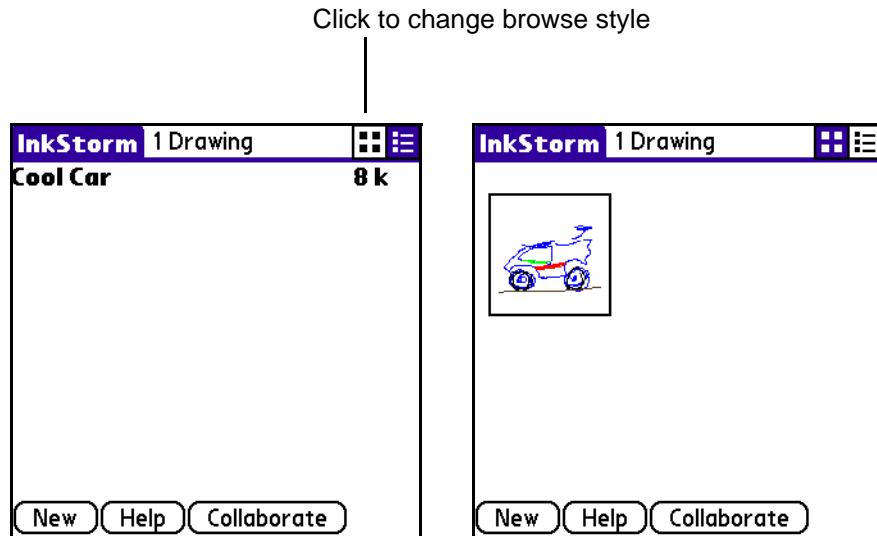 Click to change browse style
InkStorm 1 Drawing
Cool Car 8 k
New Help Collaborate
InkStorm 1 Drawing
New Help Collaborate